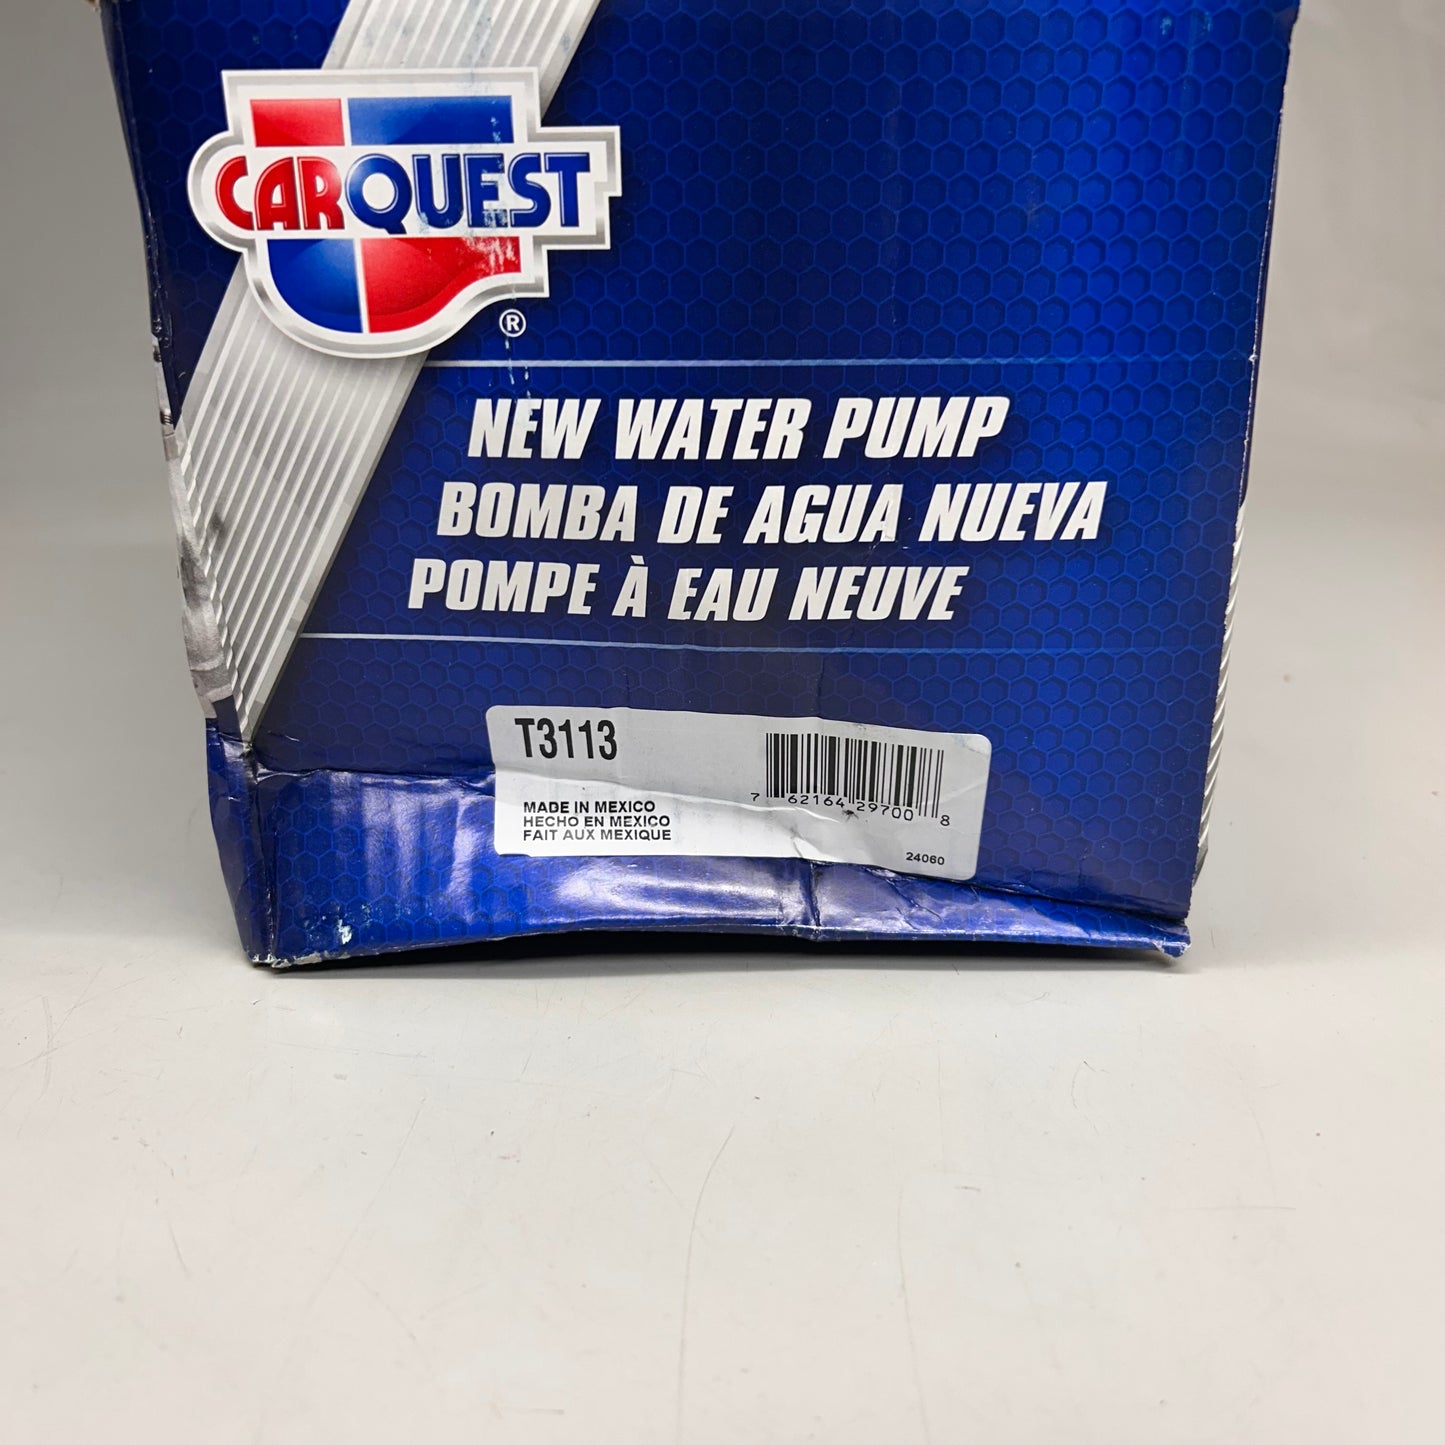 CARQUEST
®
NEW WATER PUMP
BOMBA DE AGUA NUEVA
POMPE À EAU NEUVE
T3113
MADE IN MEXICO
HECHO EN MEXICO
FAIT AUX MEXIQUE
7 62164 29700 8
24060